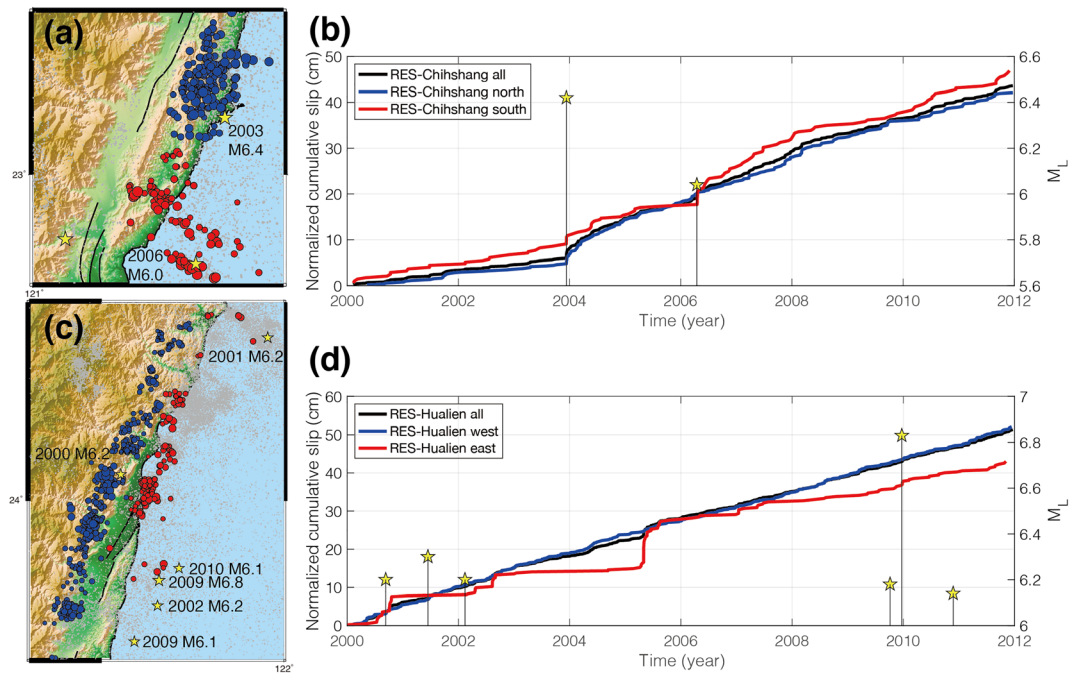 (a)
2003
M6.4
23°
2006
M6.0
121°
(b)
Normalized cumulative slip (cm)
50
40
30
20
10
0
RES-Chihshang all
RES-Chihshang north
RES-Chihshang south
6.6
6.4
6.2
6
5.8
5.6
M_L
2000
2002
2004
2006
2008
2010
2012
Time (year)
(c)
2001 M6.2
2000 M6.2
24°
2010 M6.1
2009 M6.8
2002 M6.2
2009 M6.1
122°
(d)
Normalized cumulative slip (cm)
60
50
40
30
20
10
0
RES-Hualien all
RES-Hualien west
RES-Hualien east
7
6.8
6.6
6.4
6.2
6
M_L
2000
2002
2004
2006
2008
2010
2012
Time (year)